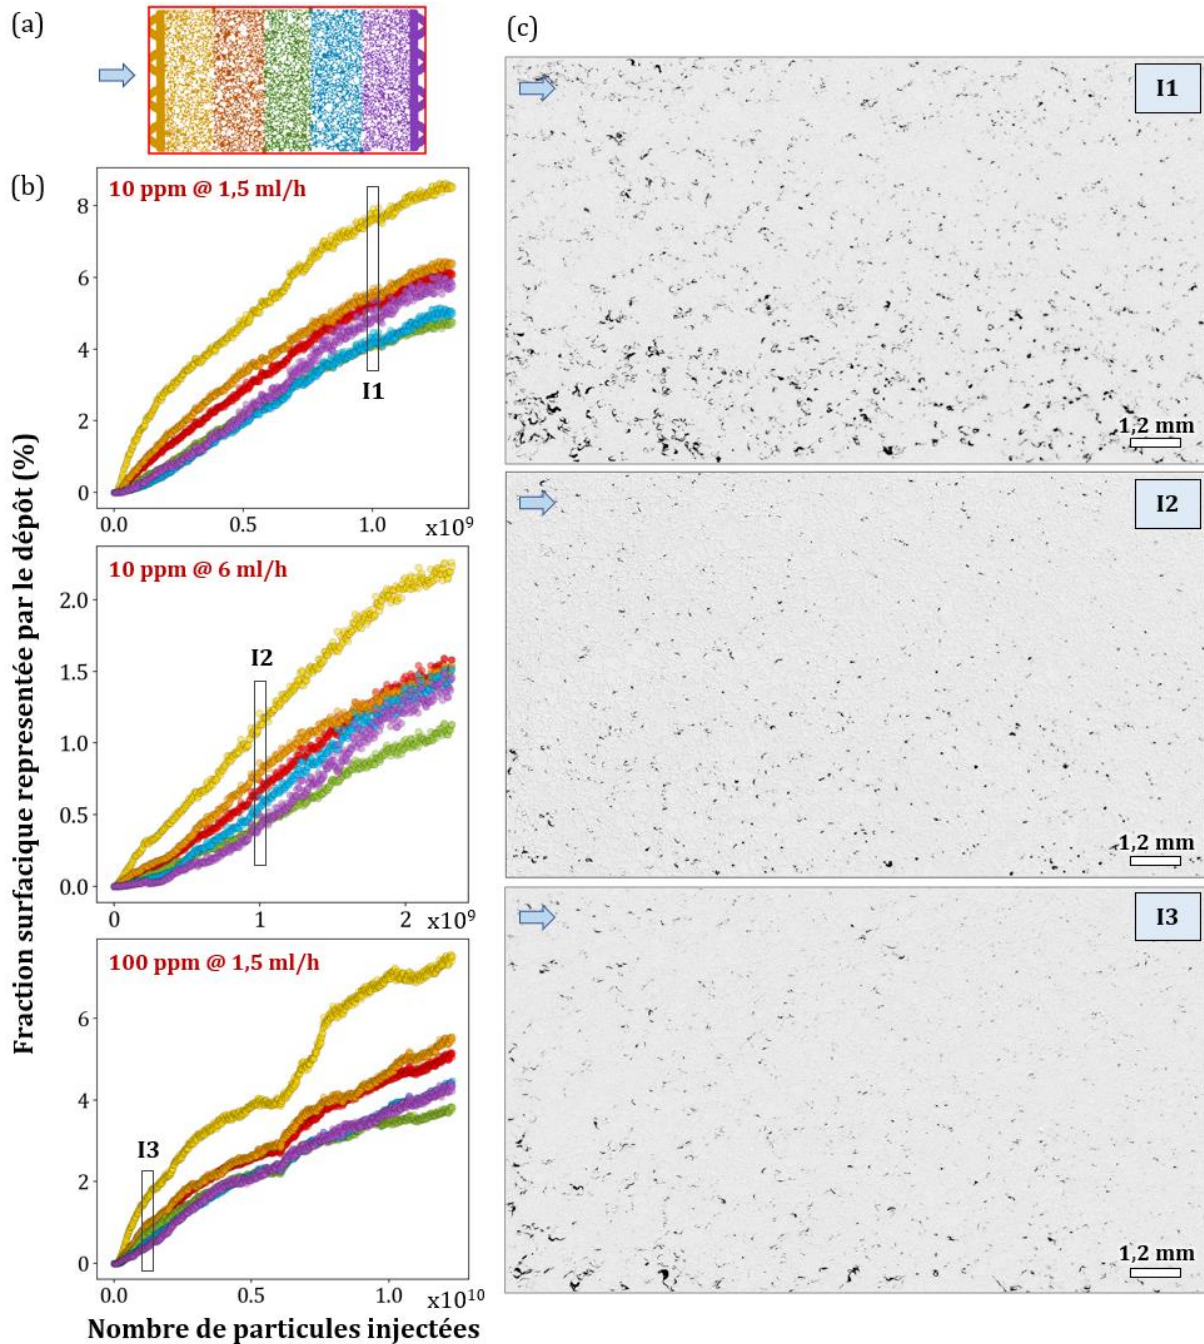 (a)
(b)
Fraction surfacique representée par le dépôt (%)
10 ppm @ 1,5 ml/h
8
6
4
2
0
I1
0.0
0.5
1.0
x10⁹
10 ppm @ 6 ml/h
2.0
1.5
1.0
0.5
0.0
I2
0
1
2
x10⁹
100 ppm @ 1,5 ml/h
6
4
2
0
I3
0.0
0.5
1.0
x10¹⁰
Nombre de particules injectées
(c)
I1
1,2 mm
I2
1,2 mm
I3
1,2 mm